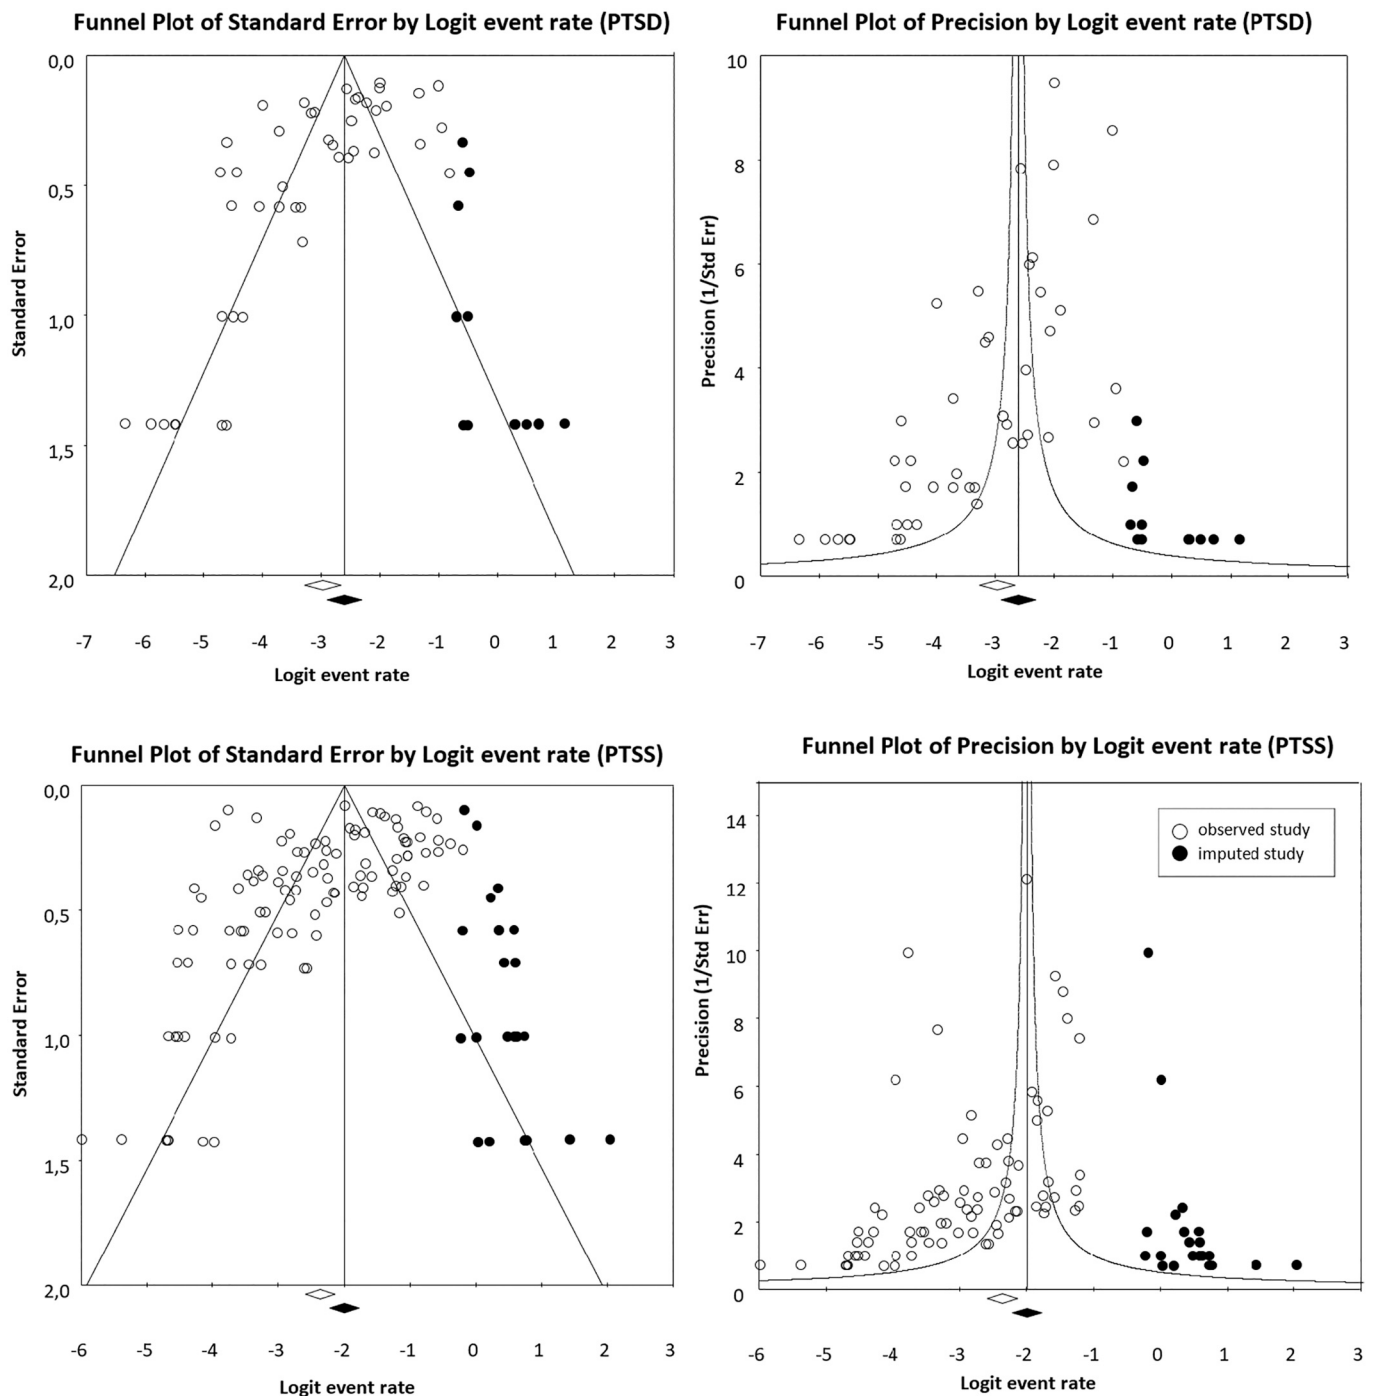 Funnel Plot of Standard Error by Logit event rate (PTSD)
0,0
0,5
1,0
1,5
2,0
Standard Error
-7 -6 -5 -4 -3 -2 -1 0 1 2 3
Logit event rate
Funnel Plot of Precision by Logit event rate (PTSD)
10
8
6
4
2
0
Precision (1/Std Err)
-7 -6 -5 -4 -3 -2 -1 0 1 2 3
Logit event rate
Funnel Plot of Standard Error by Logit event rate (PTSS)
0,0
0,5
1,0
1,5
2,0
Standard Error
-6 -5 -4 -3 -2 -1 0 1 2 3
Logit event rate
Funnel Plot of Precision by Logit event rate (PTSS)
14
12
10
8
6
4
2
0
Precision (1/Std Err)
observed study
imputed study
-6 -5 -4 -3 -2 -1 0 1 2 3
Logit event rate